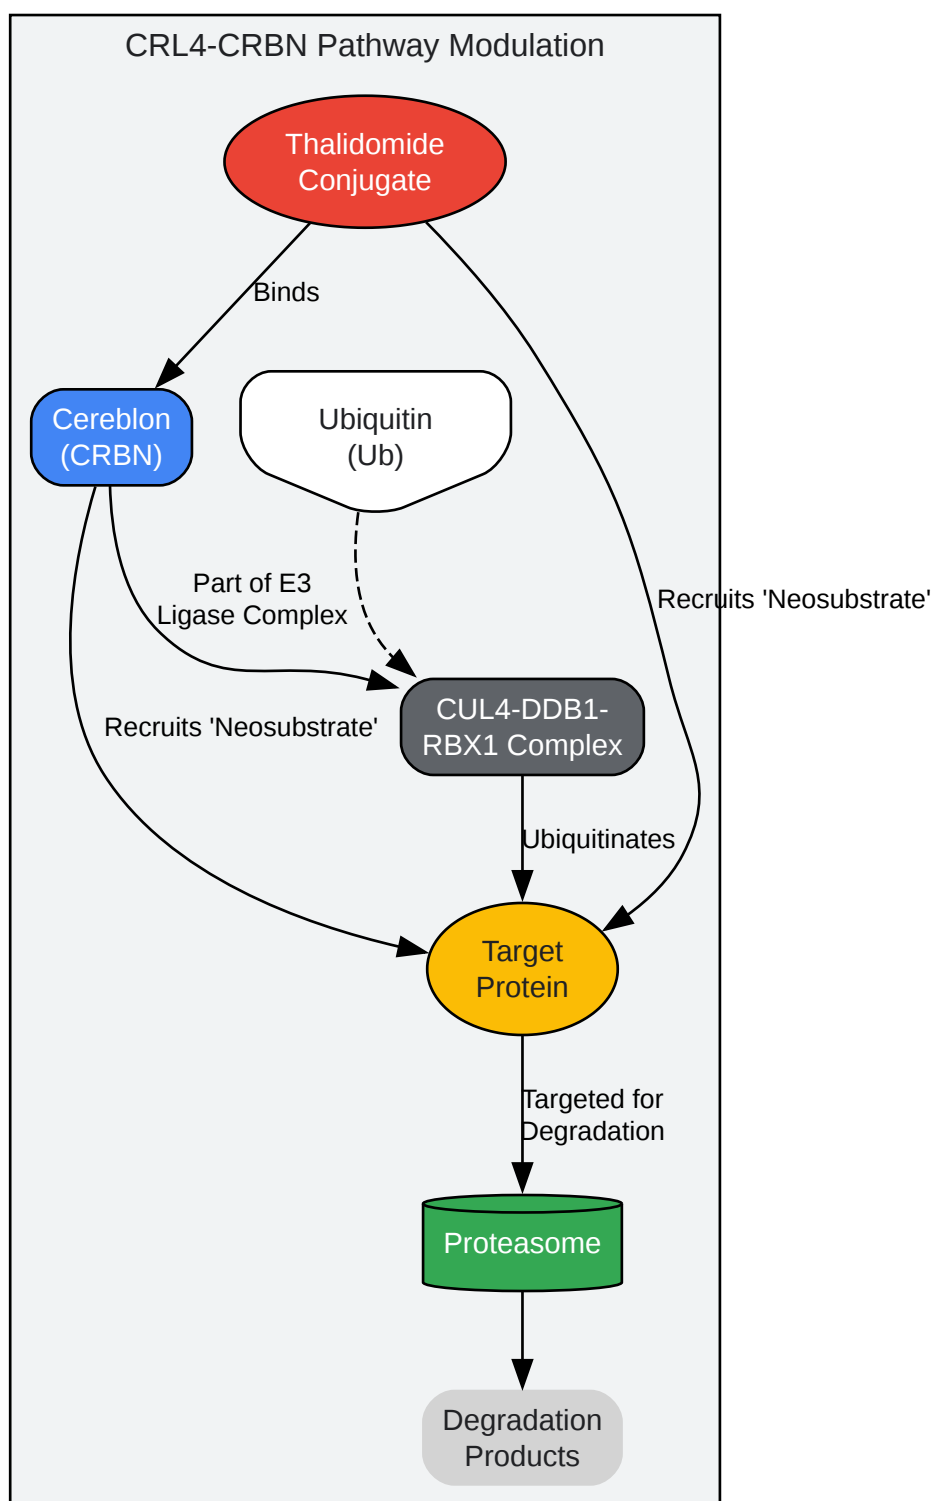 CRL4-CRBN Pathway Modulation
Thalidomide
Conjugate
Binds
Cereblon
(CRBN)
Ubiquitin
(Ub)
Part of E3
Ligase Complex
Recruits 'Neosubstrate'
Recruits 'Neosubstrate'
CUL4-DDB1-
RBX1 Complex
Ubiquitinates
Target
Protein
Targeted for
Degradation
Proteasome
Degradation
Products